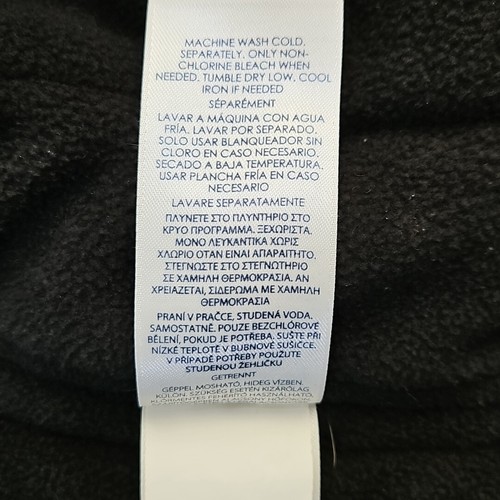 MACHINE WASH COLD,
SEPARATELY. ONLY NON-
CHLORINE BLEACH WHEN
NEEDED. TUMBLE DRY LOW. COOL
IRON IF NEEDED
SÉPARÉMENT
LAVAR A MÁQUINA CON AGUA
FRÍA. LAVAR POR SEPARADO.
SOLO USAR BLANQUEADOR SIN
CLORO EN CASO NECESARIO.
SECADO A BAJA TEMPERATURA.
USAR PLANCHA FRÍA EN CASO
NECESARIO
LAVARE SEPARATAMENTE
ΠΛΥΝΕΤΕ ΣΤΟ ΠΛΥΝΤΗΡΙΟ ΣΤΟ
ΚΡΥΟ ΠΡΟΓΡΑΜΜΑ. ΞΕΧΩΡΙΣΤΑ.
ΜΟΝΟ ΛΕΥΚΑΝΤΙΚΑ ΧΩΡΙΣ
ΧΛΩΡΙΟ ΟΤΑΝ ΕΙΝΑΙ ΑΠΑΡΑΙΤΗΤΟ.
ΣΤΕΓΝΩΣΤΕ ΣΤΟ ΣΤΕΓΝΩΤΗΡΙΟ
ΣΕ ΧΑΜΗΛΗ ΘΕΡΜΟΚΡΑΣΙΑ. ΑΝ
ΧΡΕΙΑΖΕΤΑΙ, ΣΙΔΕΡΩΜΑ ΜΕ ΧΑΜΗΛΗ
ΘΕΡΜΟΚΡΑΣΙΑ
PRANÍ V PRAČCE, STUDENÁ VODA.
SAMOSTATNĚ. POUZE BEZCHLÓROVÉ
BĚLENÍ, POKUD JE POTŘEBA. SUŠTE PŘI
NÍZKÉ TEPLOTĚ V BUBNOVÉ SUŠIČCE.
V PŘÍPADĚ POTŘEBY POUŽIJTE
STUDENOU ŽEHLIČKU
GETRENNT
GÉPPEL MOSHATÓ, HIDEG VÍZBEN.
KÜLÖN. SZÜKSÉG ESETÉN KIZÁRÓLAG
KLÓRMENTES FEHÉRÍTŐ HASZNÁLHATÓ.